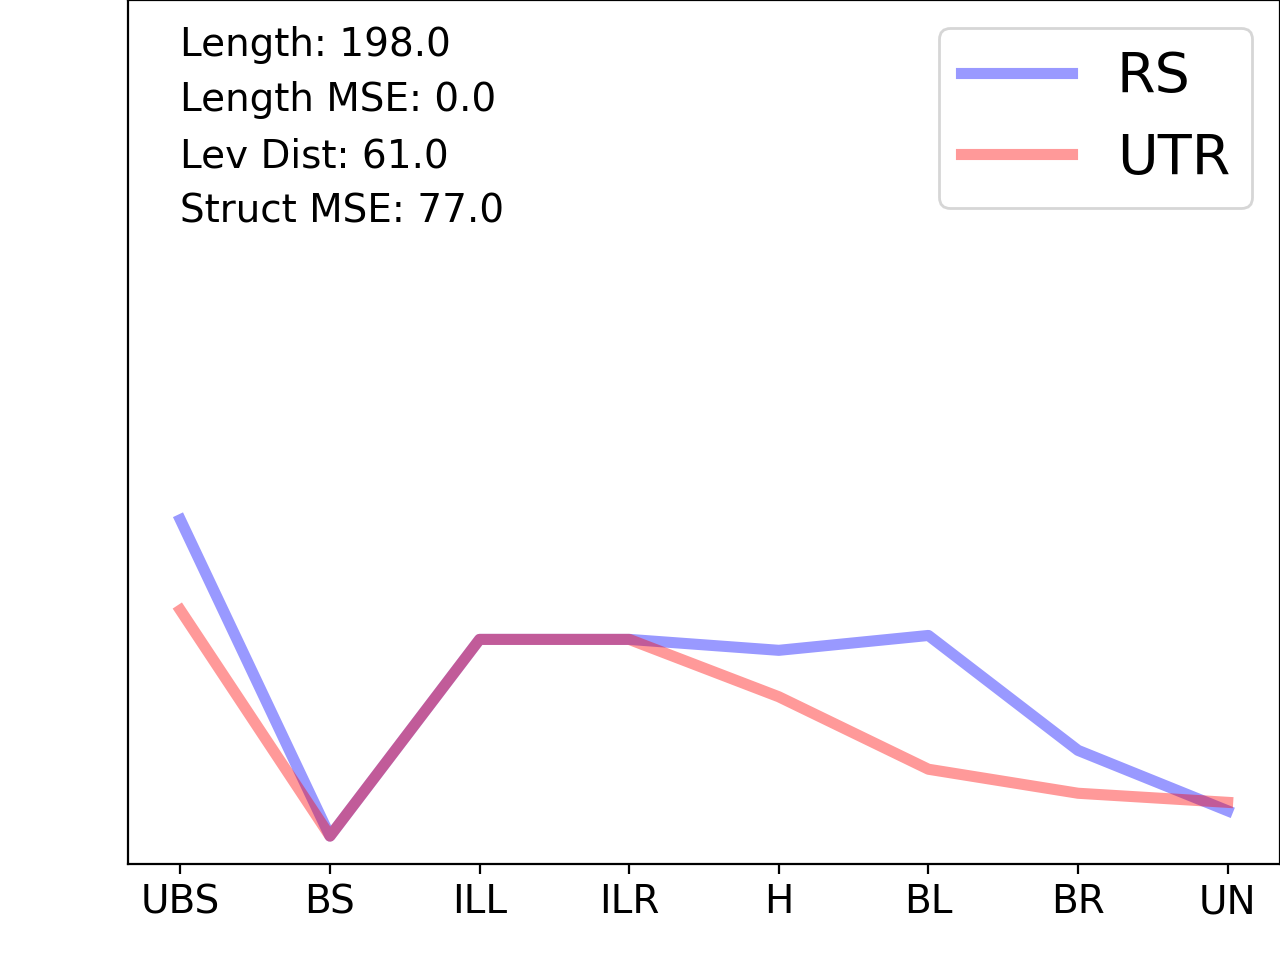 Length: 198.0
Length MSE: 0.0
Lev Dist: 61.0
Struct MSE: 77.0
RS
UTR
UBS BS ILL ILR H BL BR UN